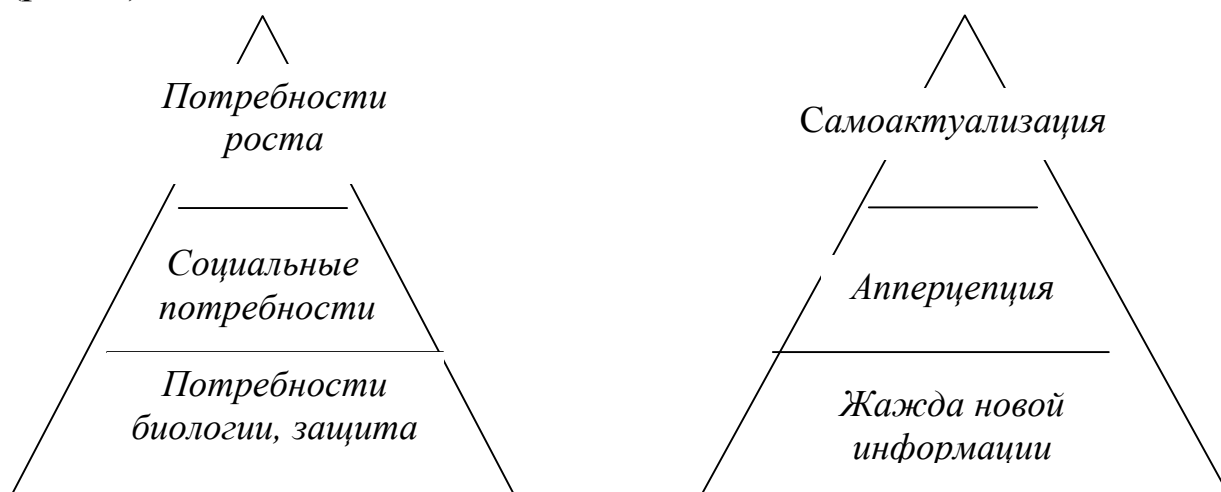 Потребности
роста
Самоактуализация
Социальные
потребности
Апперцепция
Потребности
биологии, защита
Жажда новой
информации